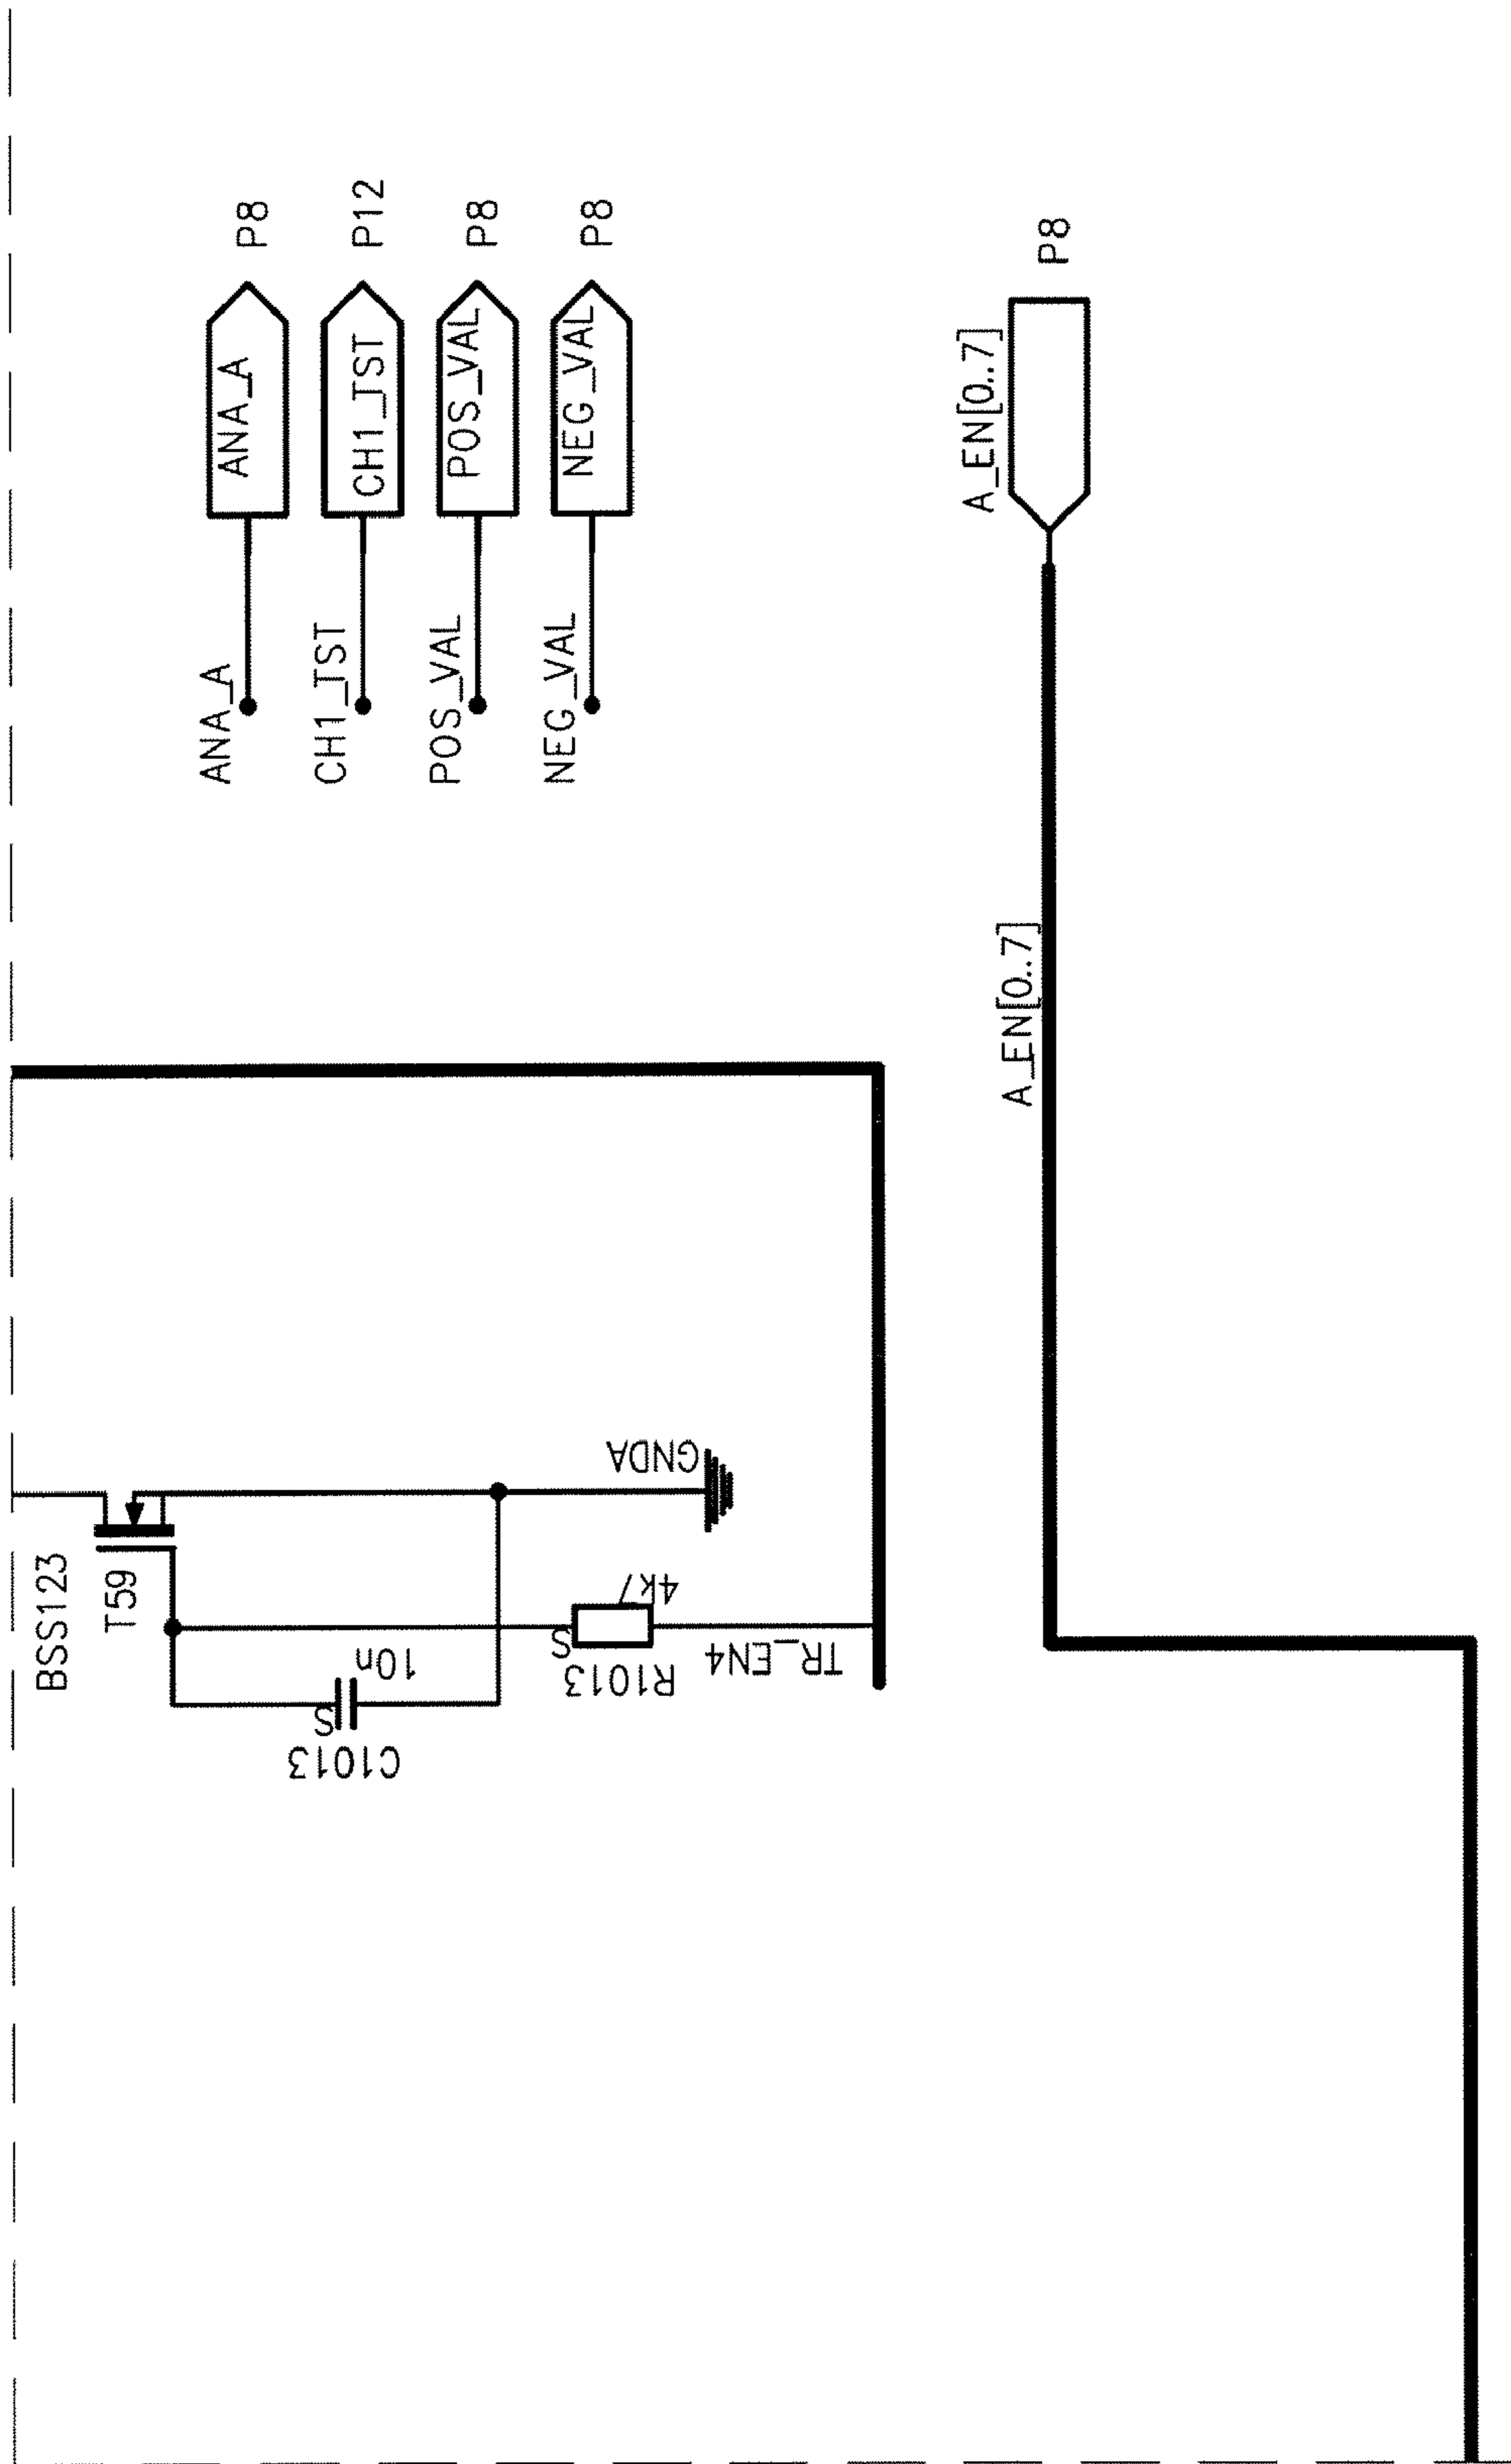 ANA_A
ANA_A
P8
CH1_TST
CH1_TST
P12
POS_VAL
POS_VAL
P8
NEG_VAL
NEG_VAL
P8
A_EN[0..7]
P8
A_EN[0..7]
BSS123
T59
GNDA
10n
S
C1013
4k7
S
R1013
TR_EN4